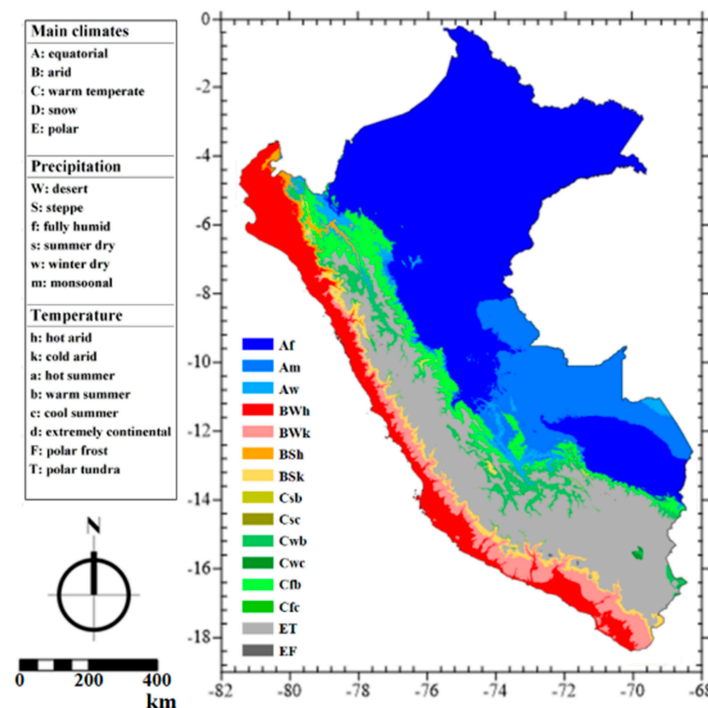 Main climates
A: equatorial
B: arid
C: warm temperate
D: snow
E: polar
Precipitation
W: desert
S: steppe
f: fully humid
s: summer dry
w: winter dry
m: monsoonal
Temperature
h: hot arid
k: cold arid
a: hot summer
b: warm summer
c: cool summer
d: extremely continental
F: polar frost
T: polar tundra
N
0 200 400
km
0
-2
-4
-6
-8
-10
-12
-14
-16
-18
Af
Am
Aw
BWh
BWk
BSh
BSk
Csb
Csc
Cwb
Cwc
Cfb
Cfc
ET
EF
-82 -80 -78 -76 -74 -72 -70 -68